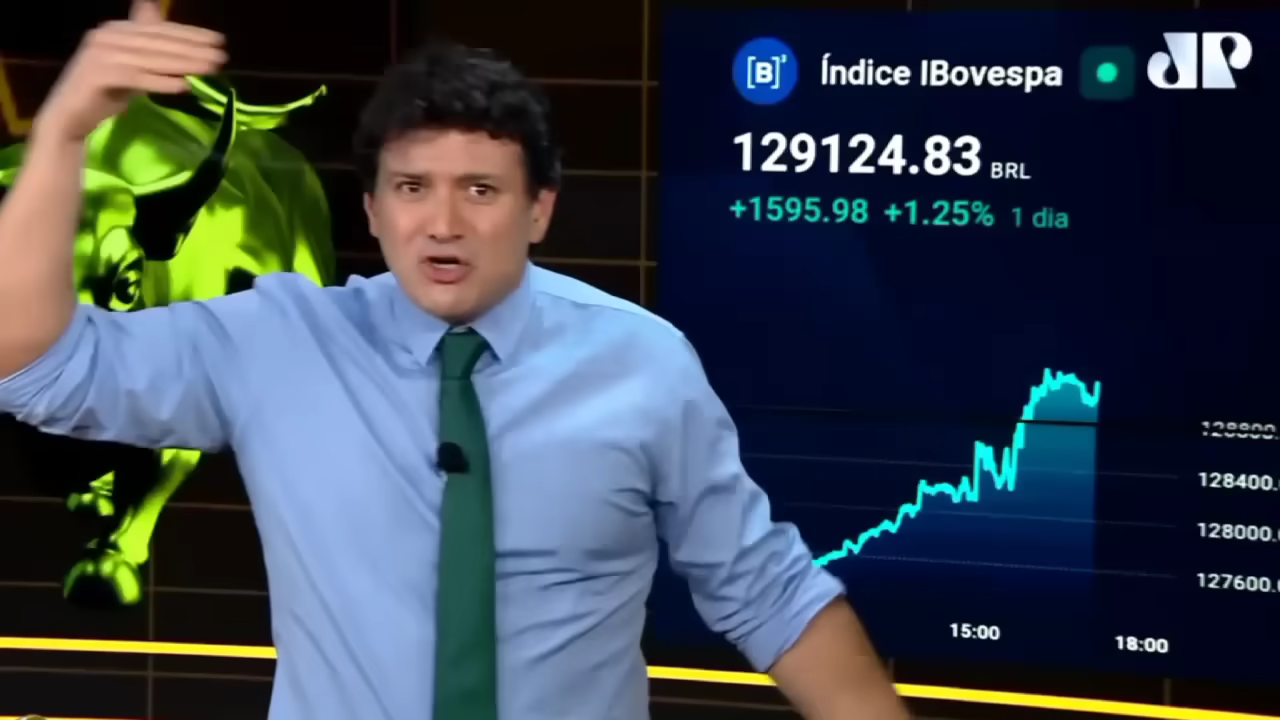 [B]³ Índice IBovespa JP
129124.83 BRL
+1595.98 +1.25% 1 dia
128800.
128400.
128000.
127600.
15:00 18:00